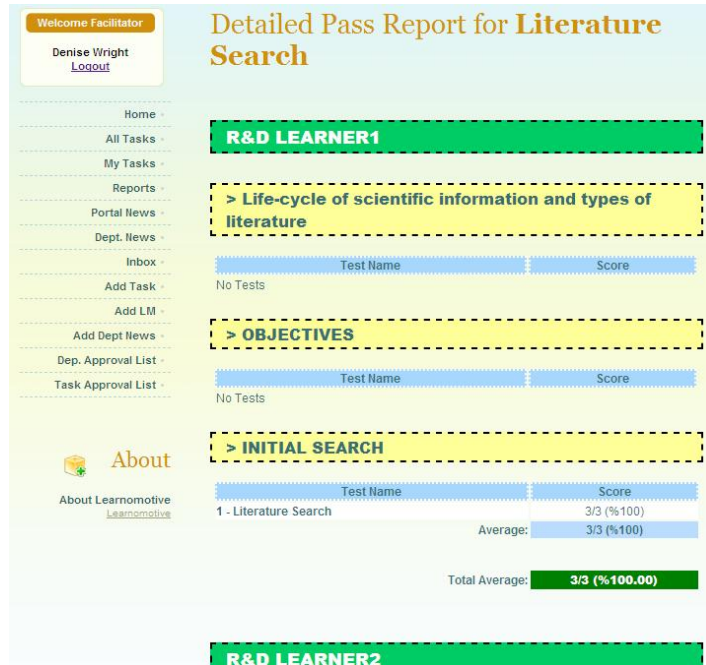 Welcome Facilitator
Denise Wright
Logout
Home
All Tasks
My Tasks
Reports
Portal News
Dept. News
Inbox
Add Task
Add LM
Add Dept News
Dep. Approval List
Task Approval List
About
About Learnomotive
Learnomotive
Detailed Pass Report for Literature
Search
R&D LEARNER1
> Life-cycle of scientific information and types of
literature
Test Name Score
No Tests
> OBJECTIVES
Test Name Score
No Tests
> INITIAL SEARCH
Test Name Score
1 - Literature Search 3/3 (%100)
Average: 3/3 (%100)
Total Average: 3/3 (%100.00)
R&D LEARNER2